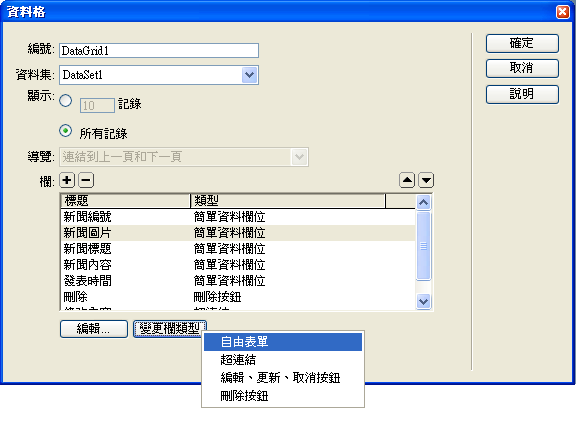 資料格
編號: DataGrid1
資料集: DataSet1
顯示: 10 記錄
所有記錄
導覽: 連結到上一頁和下一頁
欄:
標題 類型
新聞編號 簡單資料欄位
新聞圖片 簡單資料欄位
新聞標題 簡單資料欄位
新聞內容 簡單資料欄位
發表時間 簡單資料欄位
刪除 刪除按鈕
編輯... 變更欄類型
自由表單
超連結
編輯、更新、取消按鈕
刪除按鈕
確定
取消
說明